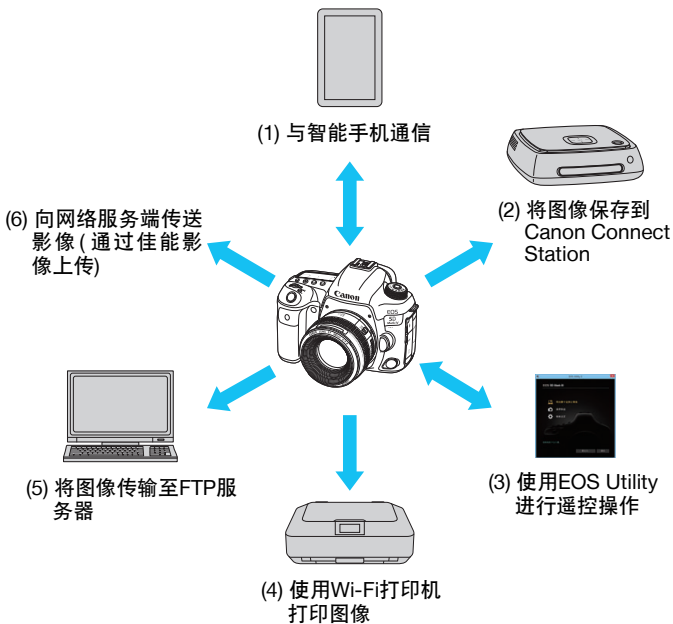 (1) 与智能手机通信
(2) 将图像保存到
Canon Connect
Station
(6) 向网络服务端传送
影像(通过佳能影
像上传)
Canon
EOS
5D
(3) 使用EOS Utility
进行遥控操作
(5) 将图像传输至FTP服
务器
(4) 使用Wi-Fi打印机
打印图像